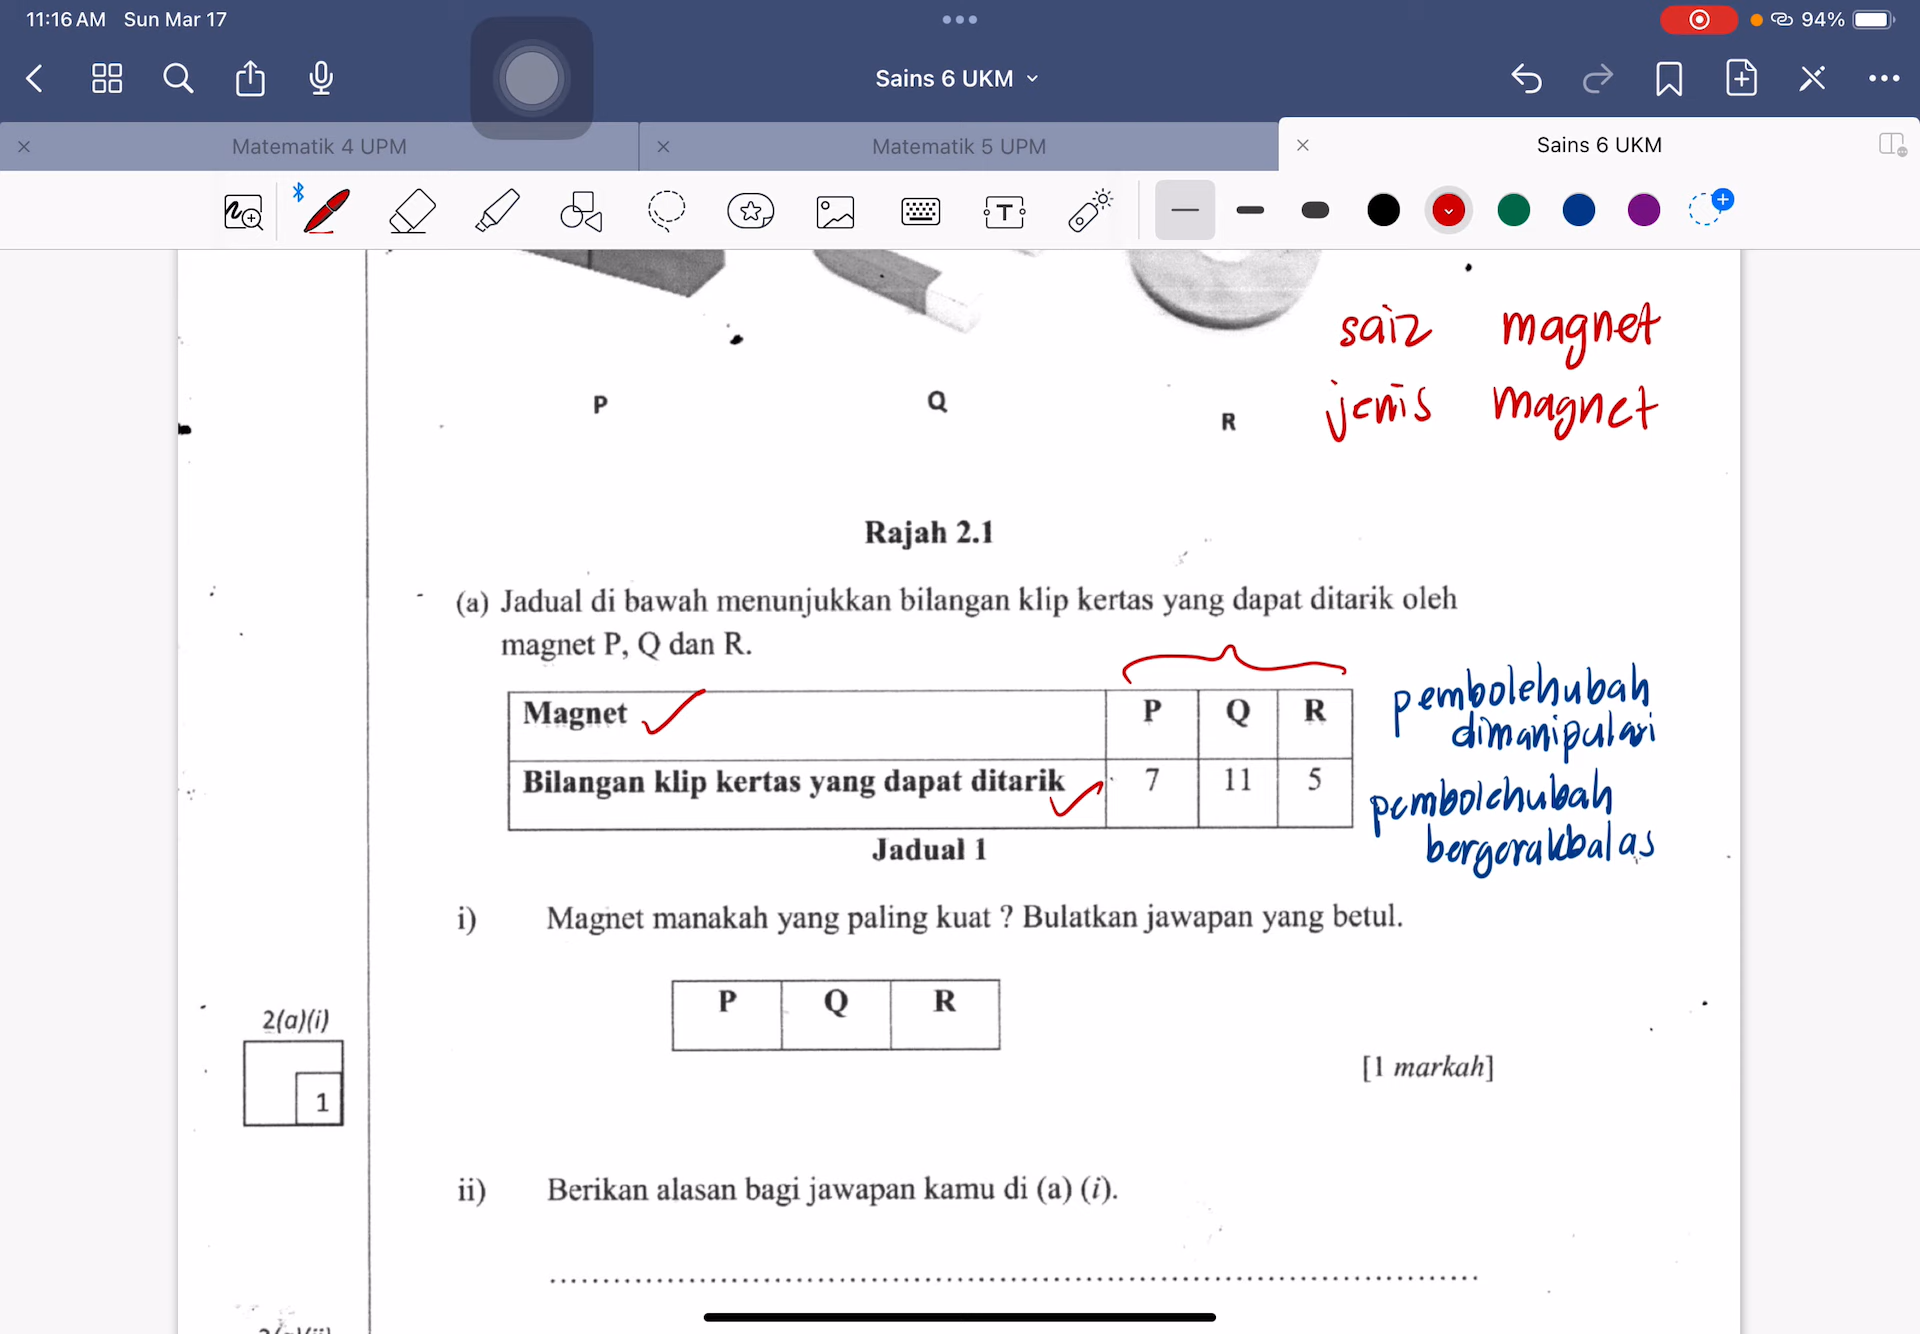 11:16 AM Sun Mar 17
94%
Sains 6 UKM
Matematik 4 UPM
Matematik 5 UPM
Sains 6 UKM
T
saiz magnet
P
Q
R
jenis magnet
Rajah 2.1
(a) Jadual di bawah menunjukkan bilangan klip kertas yang dapat ditarik oleh
magnet P, Q dan R.
Magnet P Q R
pembolehubah
dimanipulasi
Bilangan klip kertas yang dapat ditarik 7 11 5
pembolehubah
bergerakbalas
Jadual 1
i) Magnet manakah yang paling kuat ? Bulatkan jawapan yang betul.
P Q R
2(a)(i)
1
[1 markah]
ii) Berikan alasan bagi jawapan kamu di (a) (i).